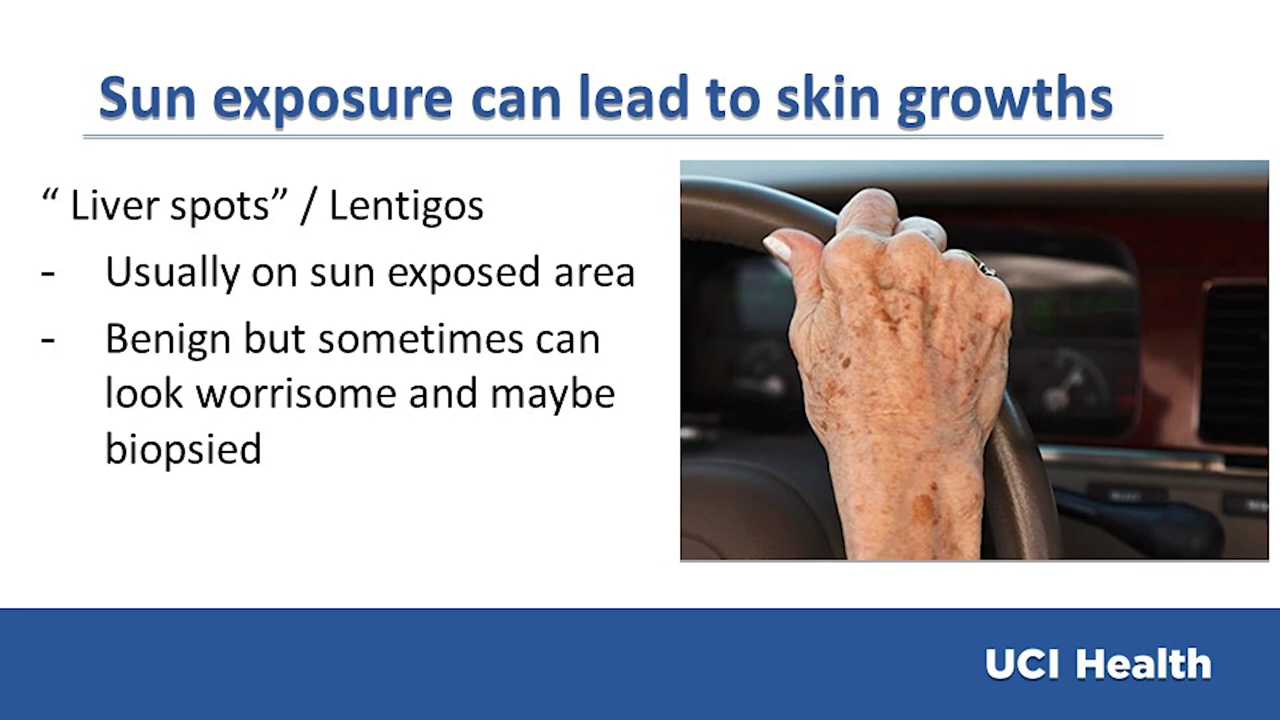 Sun exposure can lead to skin growths
“ Liver spots” / Lentigos
- Usually on sun exposed area
- Benign but sometimes can
look worrisome and maybe
biopsied
UCI Health